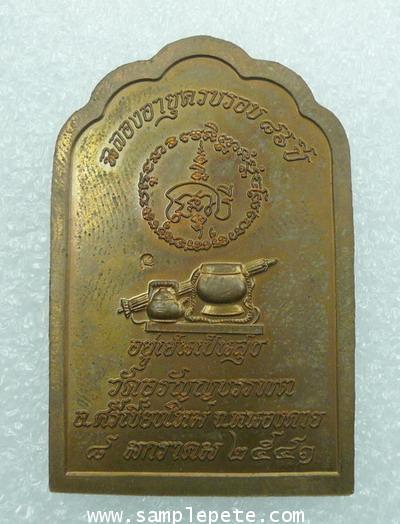 ฉลองอายุครบรอบ ๘๖ ปี
อยู่เย็นเป็นสุข
วัดอรัญญบรรพต
อ.ศรีเชียงใหม่ จ.หนองคาย
๘ มกราคม ๒๕๔๑
www.samplepete.com